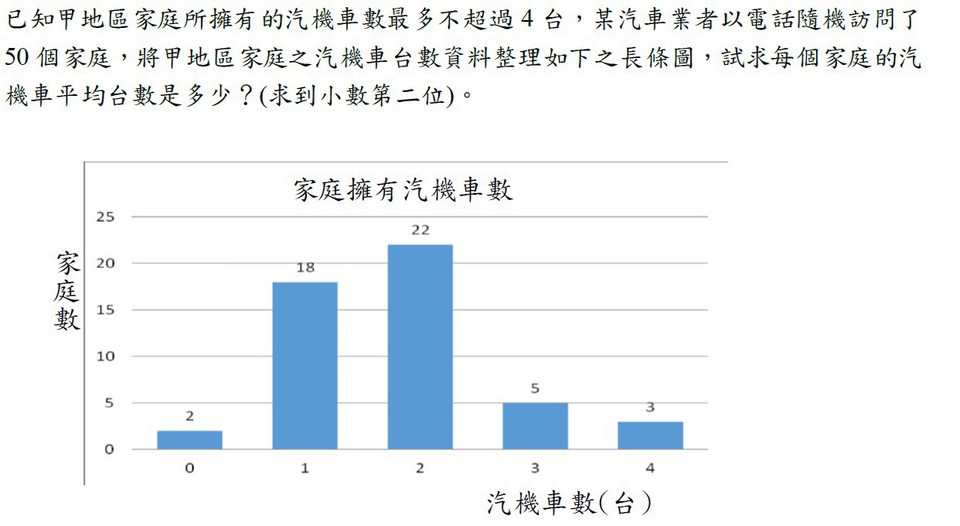 已知甲地區家庭所擁有的汽機車數最多不超過 4 台,某汽車業者以電話隨機訪問了
50 個家庭,將甲地區家庭之汽機車台數資料整理如下之長條圖,試求每個家庭的汽
機車平均台數是多少?(求到小數第二位)。
家庭擁有汽機車數
家庭數
25
20
15
10
5
0
2
18
22
5
3
0 1 2 3 4
汽機車數(台)